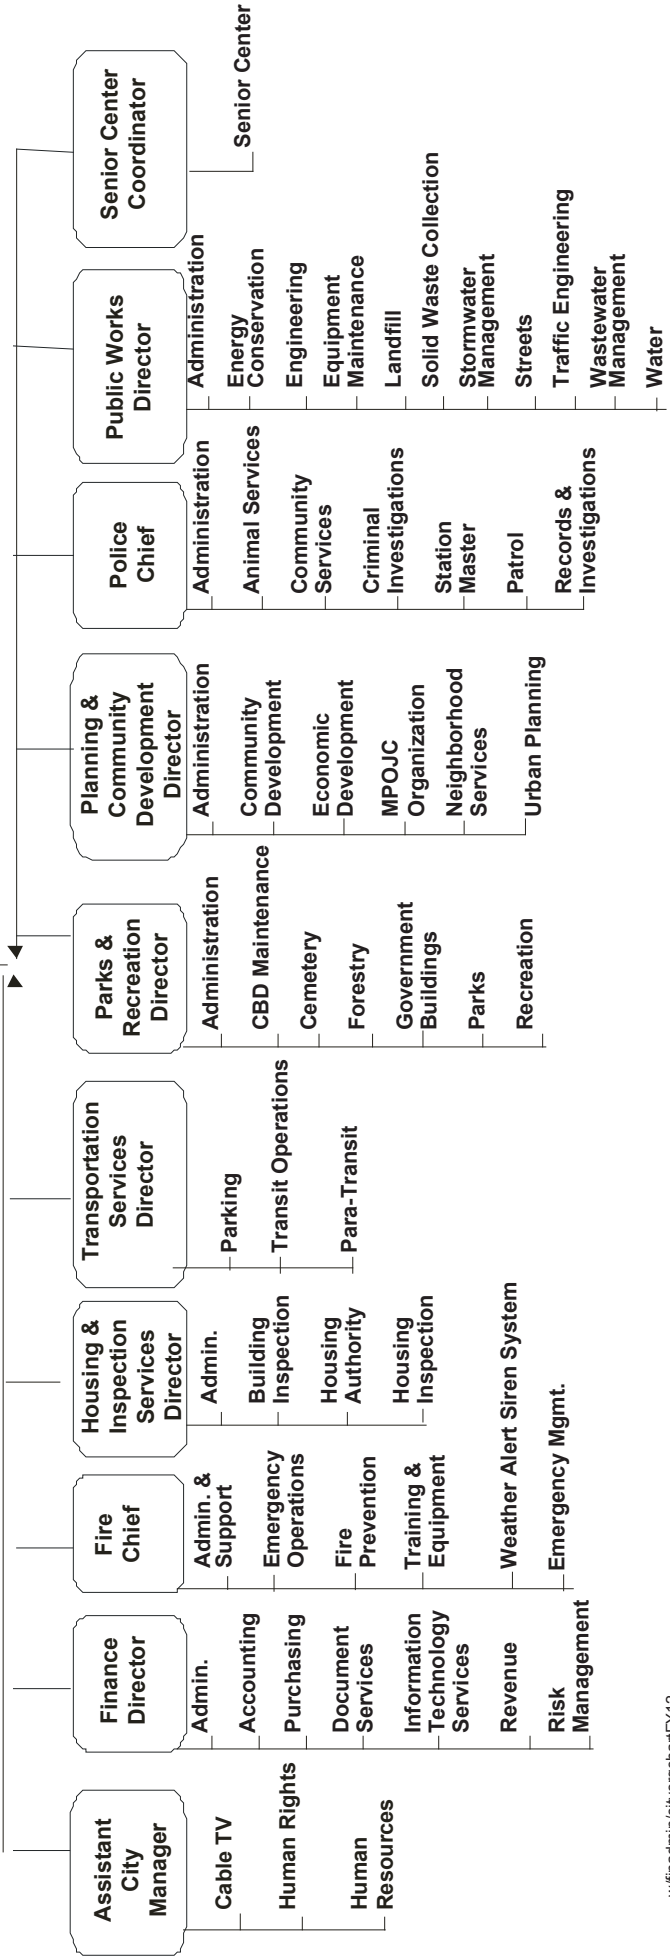 Assistant
City
Manager
Cable TV
Human Rights
Human
Resources
Finance
Director
Admin.
Accounting
Purchasing
Document
Services
Information
Technology
Services
Revenue
Risk
Management
Fire
Chief
Admin. &
Support
Emergency
Operations
Fire
Prevention
Training &
Equipment
Weather Alert Siren System
Emergency Mgmt.
Housing &
Inspection
Services
Director
Admin.
Building
Inspection
Housing
Authority
Housing
Inspection
Transportation
Services
Director
Parking
Transit Operations
Para-Transit
Parks &
Recreation
Director
Administration
CBD Maintenance
Cemetery
Forestry
Government
Buildings
Parks
Recreation
Planning &
Community
Development
Director
Administration
Community
Development
Economic
Development
MPOJC
Organization
Neighborhood
Services
Urban Planning
Police
Chief
Administration
Animal Services
Community
Services
Criminal
Investigations
Station
Master
Patrol
Records &
Investigations
Public Works
Director
Administration
Energy
Conservation
Engineering
Equipment
Maintenance
Landfill
Solid Waste Collection
Stormwater
Management
Streets
Traffic Engineering
Wastewater
Management
Water
Senior Center
Coordinator
Senior Center